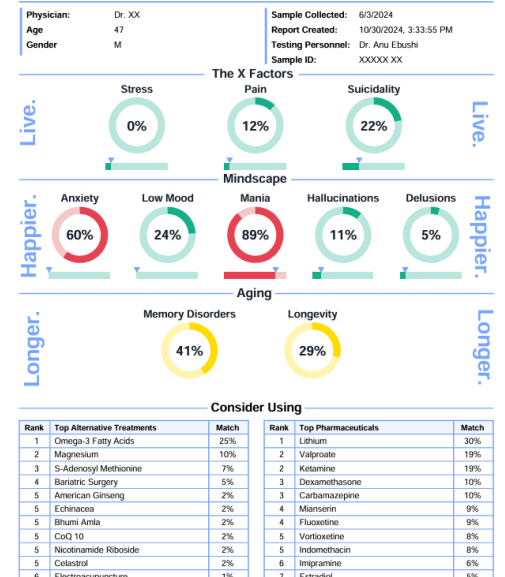 Physician: Dr. XX
Age 47
Gender M
Sample Collected: 6/3/2024
Report Created: 10/30/2024, 3:33:55 PM
Testing Personnel: Dr. Anu Ebushi
Sample ID: XXXXX XX
The X Factors
Live.
Live.
Stress Pain Suicidality
0% 12% 22%
Mindscape
Happier.
Happier.
Anxiety Low Mood Mania Hallucinations Delusions
60% 24% 89% 11% 5%
Aging
Longer.
Longer.
Memory Disorders Longevity
41% 29%
Consider Using
Rank Top Alternative Treatments Match
1 Omega-3 Fatty Acids 25%
2 Magnesium 10%
3 S-Adenosyl Methionine 7%
4 Bariatric Surgery 5%
5 American Ginseng 2%
5 Echinacea 2%
5 Bhumi Amla 2%
5 CoQ 10 2%
5 Nicotinamide Riboside 2%
5 Celastrol 2%
6 Electroacupuncture 1%
Rank Top Pharmaceuticals Match
1 Lithium 30%
2 Valproate 19%
2 Ketamine 19%
3 Dexamethasone 10%
3 Carbamazepine 10%
4 Mianserin 9%
4 Fluoxetine 9%
5 Vortioxetine 8%
5 Indomethacin 8%
6 Imipramine 6%
7 Estradiol 5%